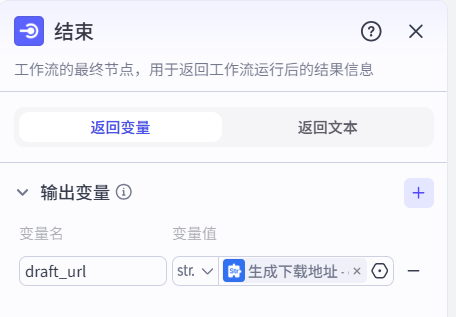 结束
工作流的最终节点，用于返回工作流运行后的结果信息
返回变量 返回文本
输出变量
变量名 变量值
draft_url str. Str 生成下载地址 -